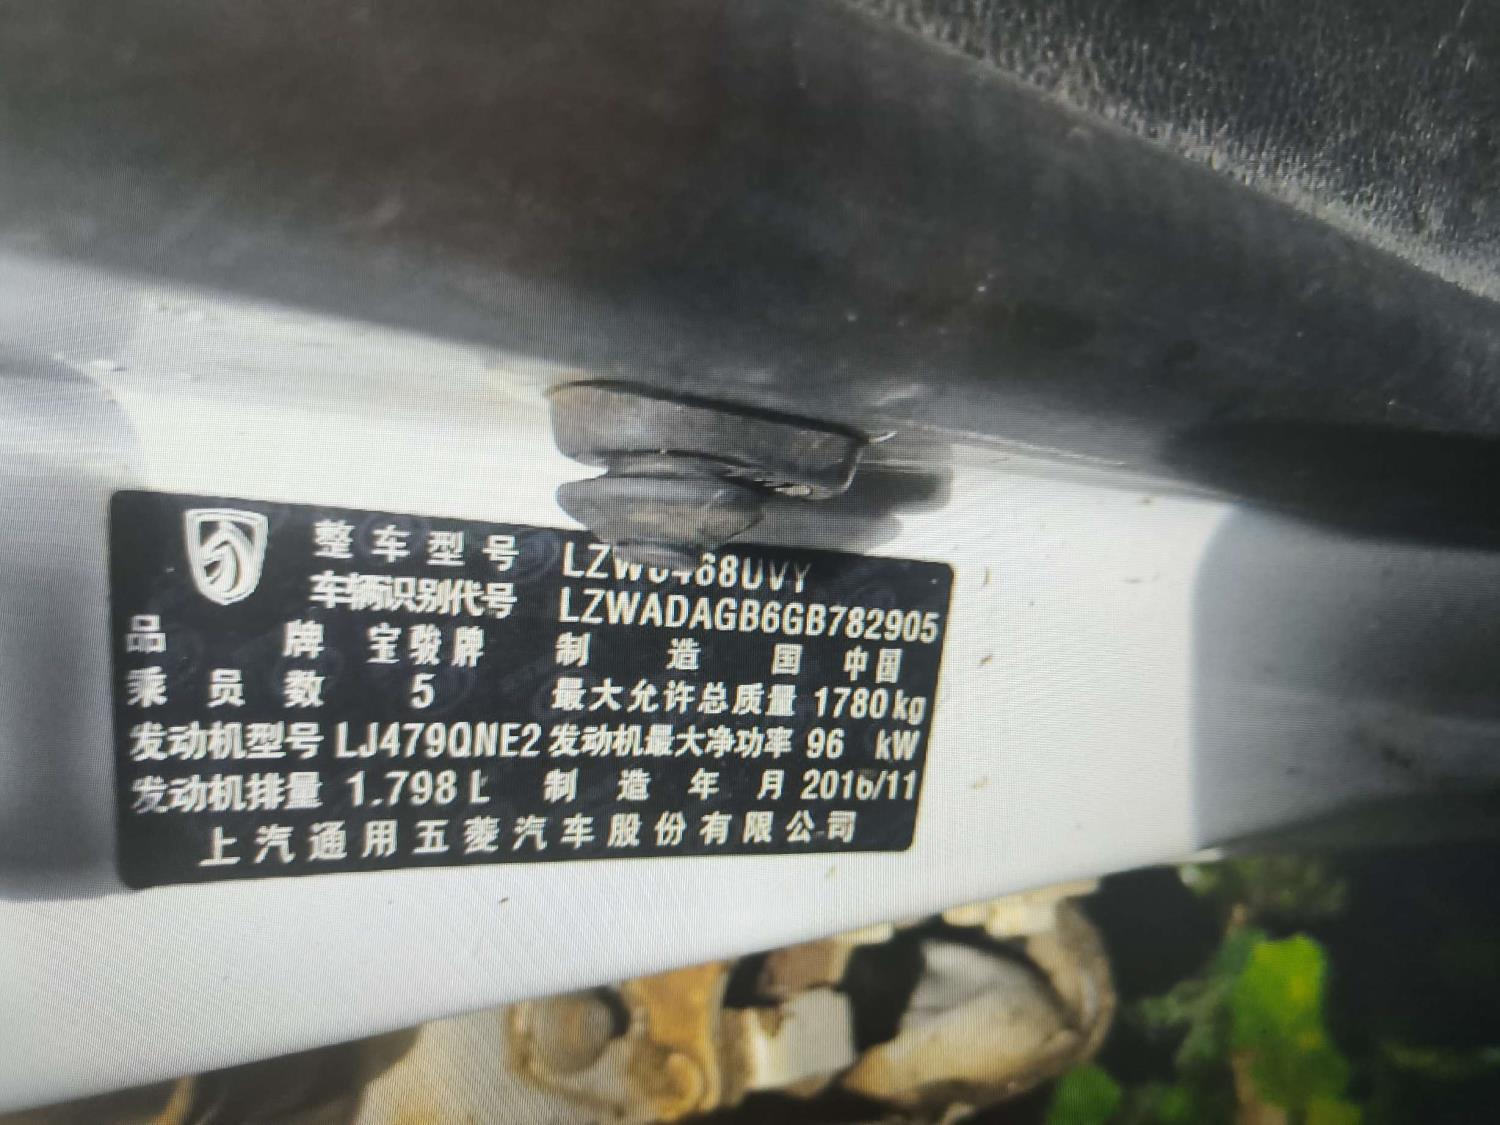 整车型号 LZW6468UVY
车辆识别代号 LZWADAGB6GB782905
品牌 宝骏牌 制造国 中国
乘员数 5 最大允许总质量 1780kg
发动机型号 LJ479QNE2 发动机最大净功率 96 kW
发动机排量 1.798 L 制造年月 2016/11
上汽通用五菱汽车股份有限公司